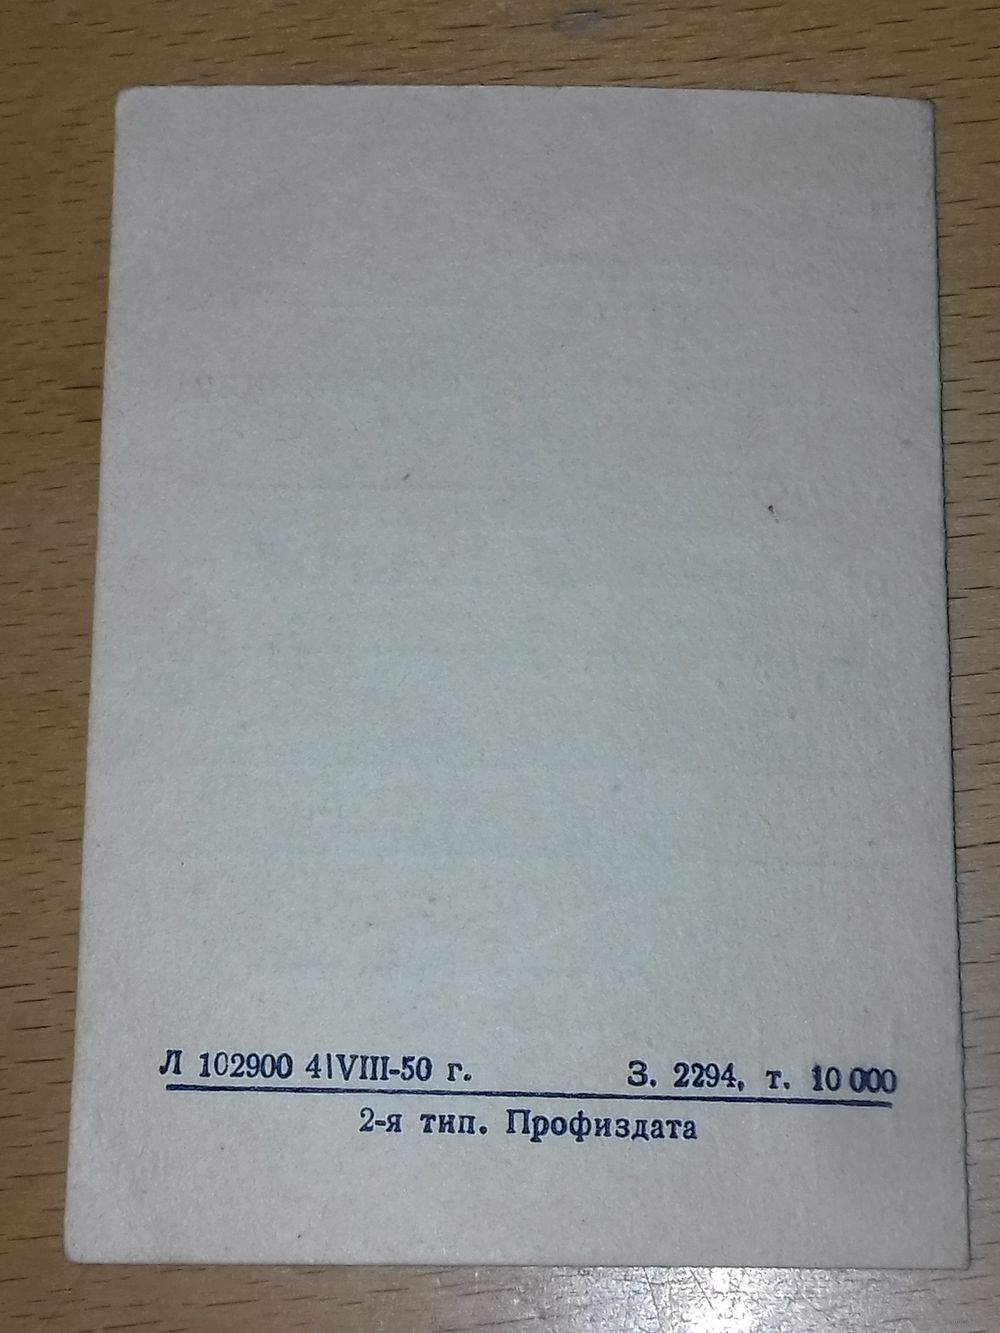 Л 102900 4|VIII-50 г. З. 2294, т. 10 000
2-я тип. Профиздата